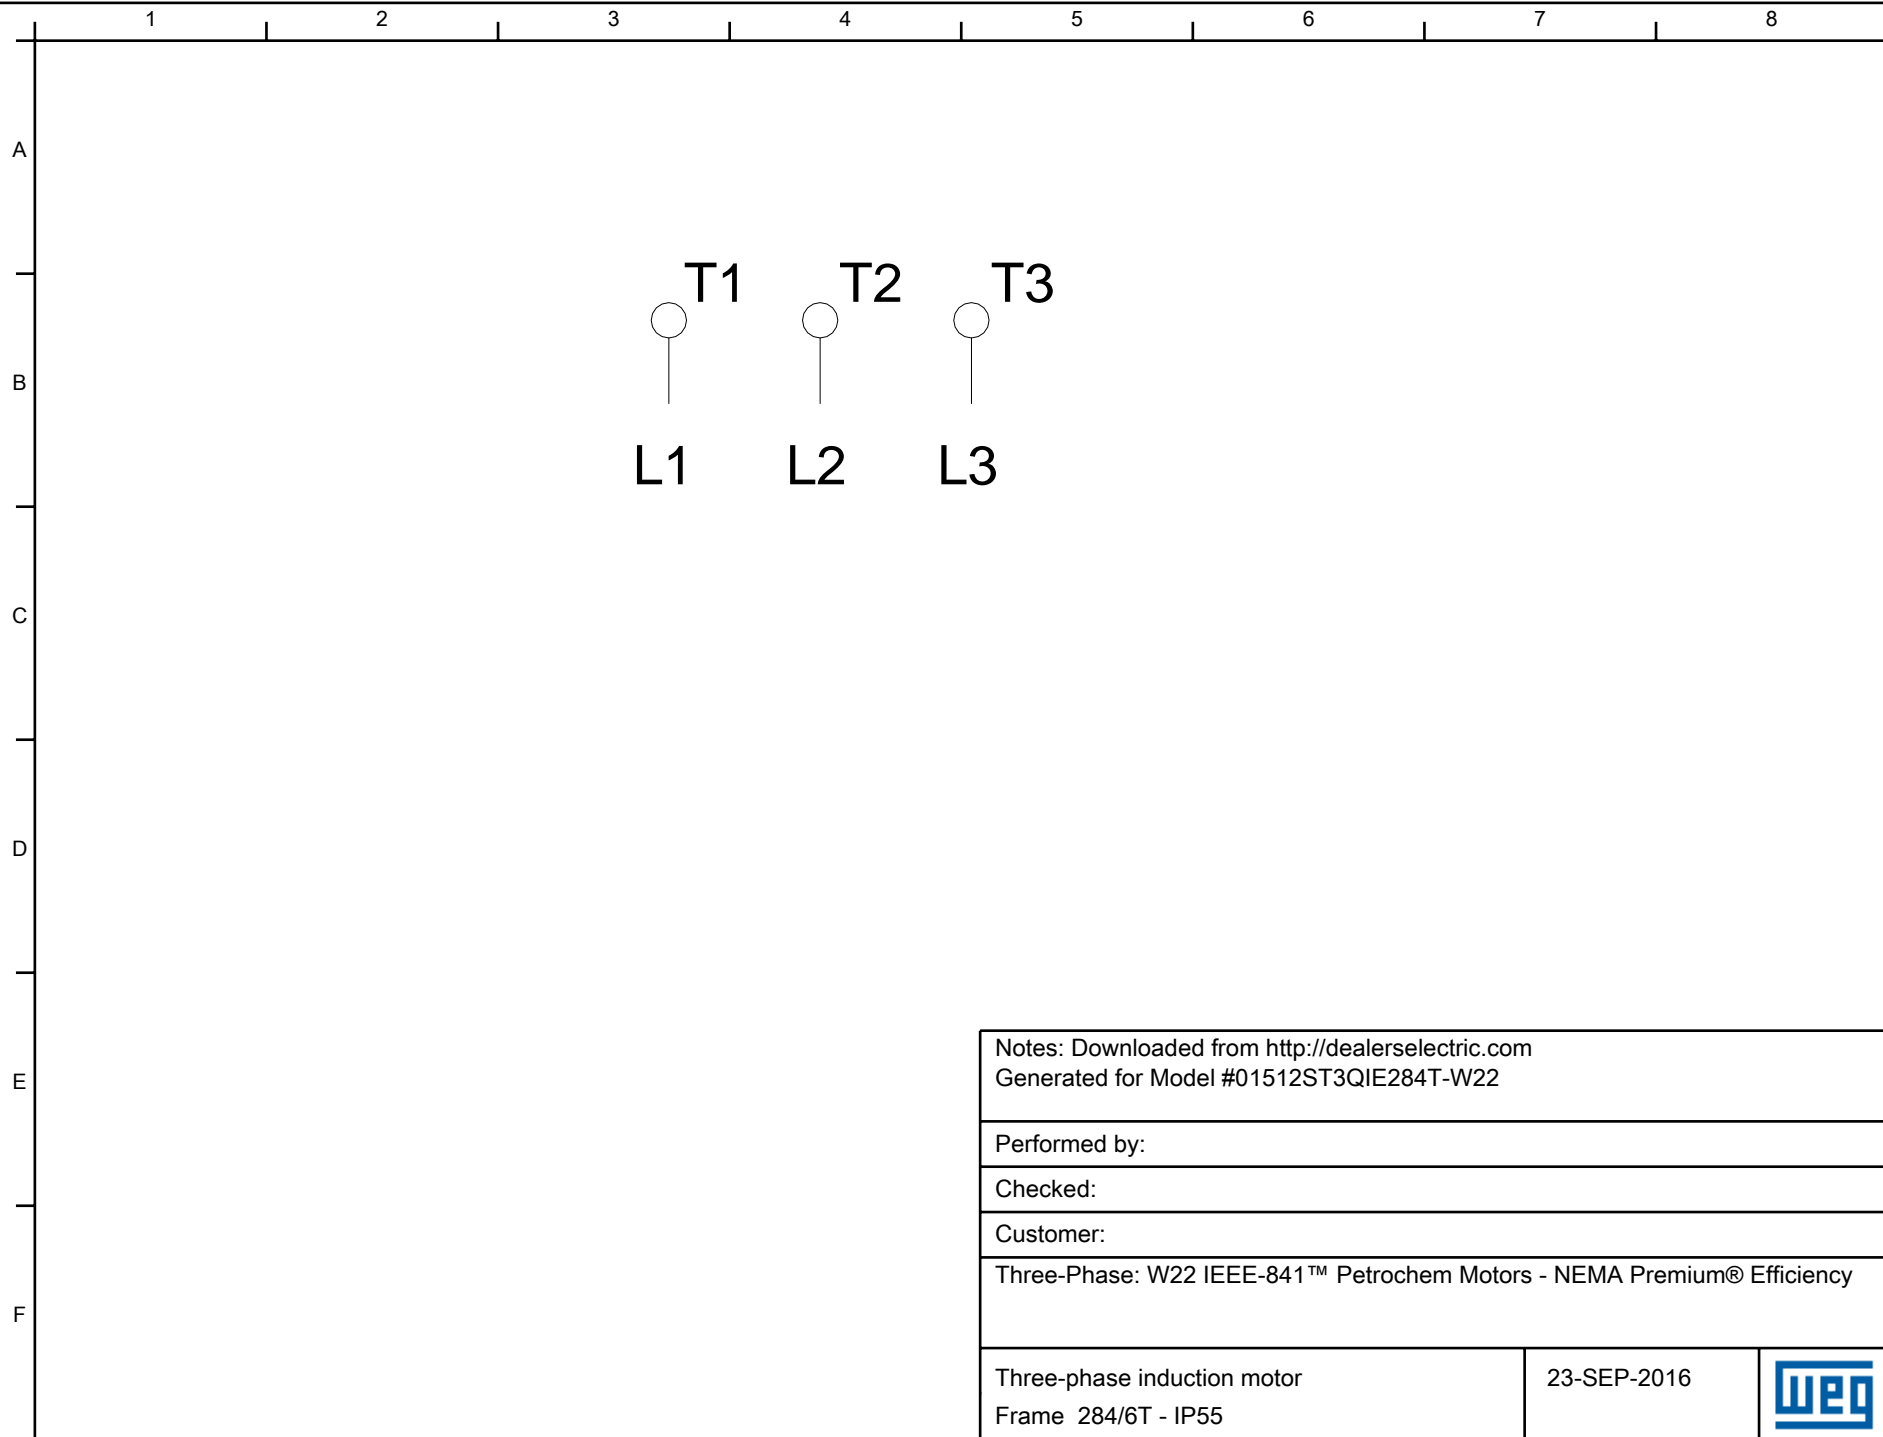 1 2 3 4 5 6 7 8
A
T1 T2 T3
B
L1 L2 L3
C
D
E
Notes: Downloaded from http://dealerselectric.com
Generated for Model #01512ST3QIE284T-W22
Performed by:
Checked:
Customer:
F
Three-Phase: W22 IEEE-841™ Petrochem Motors - NEMA Premium® Efficiency
Three-phase induction motor
Frame 284/6T - IP55
23-SEP-2016
weg